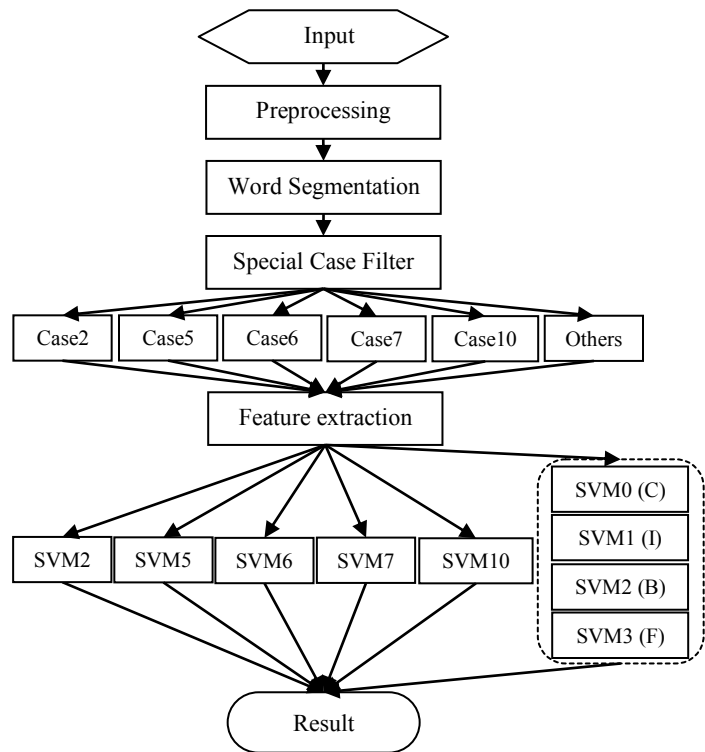 Input
Preprocessing
Word Segmentation
Special Case Filter
Case2 Case5 Case6 Case7 Case10 Others
Feature extraction
SVM0 (C)
SVM1 (I)
SVM2 SVM5 SVM6 SVM7 SVM10
SVM2 (B)
SVM3 (F)
Result